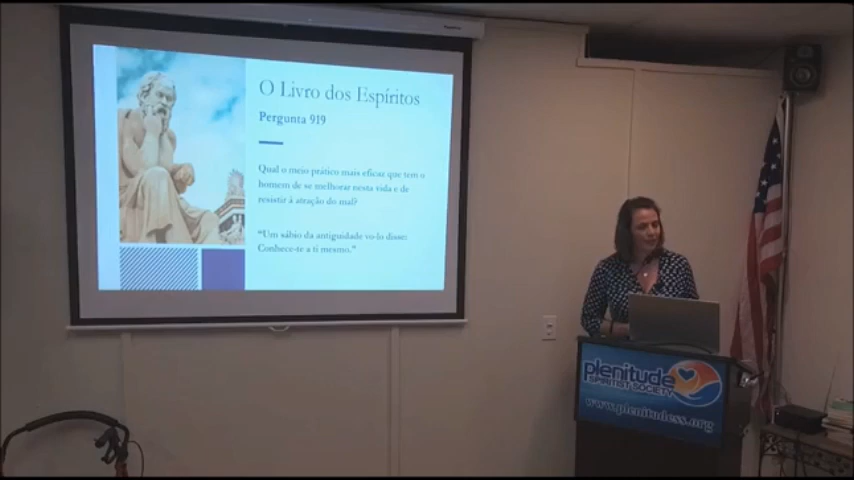 O Livro dos Espíritos
Pergunta 919
Qual o meio prático mais eficaz que tem o
homem de se melhorar nesta vida e de
resistir à atração do mal?
“Um sábio da antiguidade vo-lo disse:
Conhece-te a ti mesmo.”
plenitude
SPIRITIST SOCIETY
www.plenitudess.org